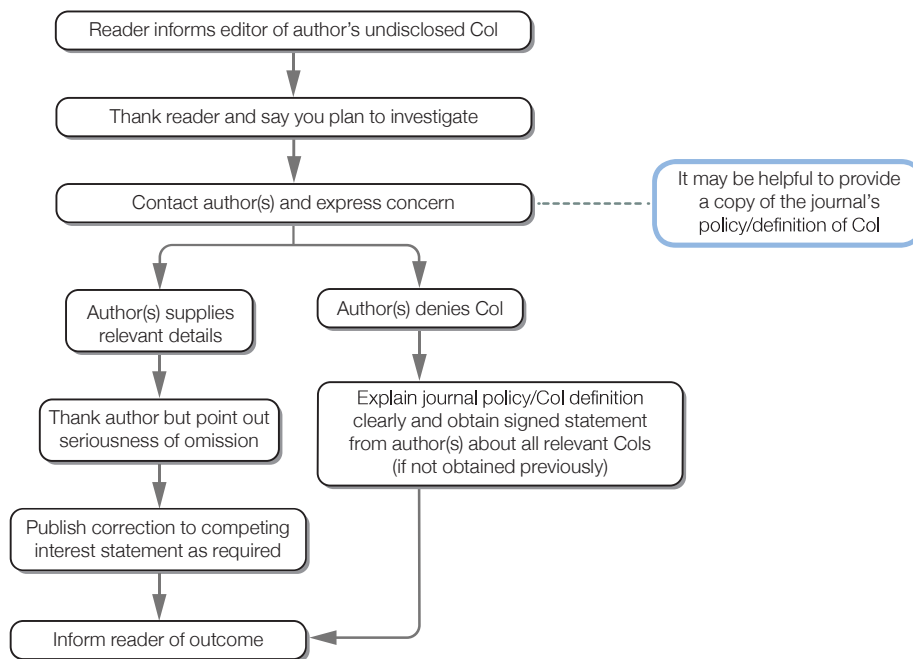 Reader informs editor of author's undisclosed CoI
Thank reader and say you plan to investigate
Contact author(s) and express concern
It may be helpful to provide
a copy of the journal's
policy/definition of CoI
Author(s) supplies
relevant details
Author(s) denies CoI
Thank author but point out
seriousness of omission
Explain journal policy/CoI definition
clearly and obtain signed statement
from author(s) about all relevant CoIs
(if not obtained previously)
Publish correction to competing
interest statement as required
Inform reader of outcome